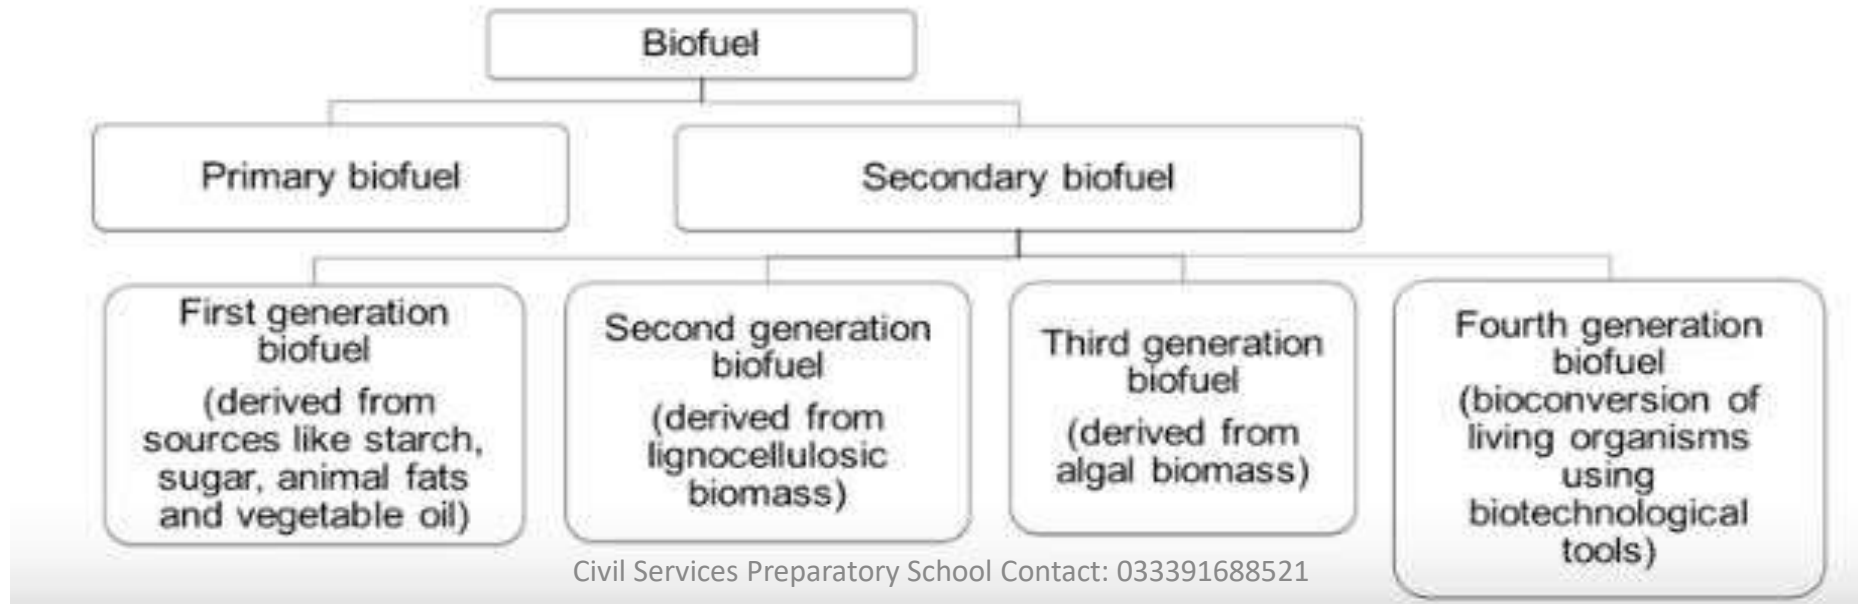 Biofuel
Primary biofuel
Secondary biofuel
First generation
biofuel
(derived from
sources like starch,
sugar, animal fats
and vegetable oil)
Second generation
biofuel
(derived from
lignocellulosic
biomass)
Third generation
biofuel
(derived from
algal biomass)
Fourth generation
biofuel
(bioconversion of
living organisms
using
biotechnological
tools)
Civil Services Preparatory School Contact: 033391688521